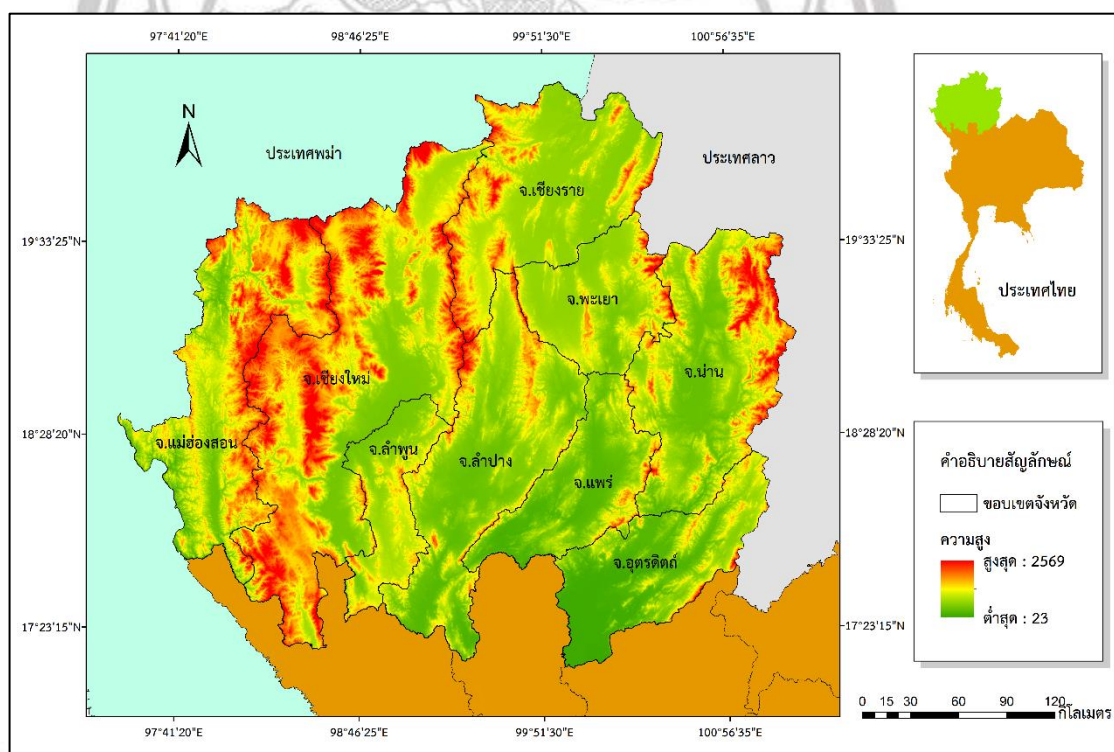 97°41'20"E 98°46'25"E 99°51'30"E 100°56'35"E
N
ประเทศพม่า
ประเทศลาว
จ.เชียงราย
19°33'25"N
19°33'25"N
จ.พะเยา
ประเทศไทย
จ.น่าน
จ.เชียงใหม่
18°28'20"N
จ.แม่ฮ่องสอน
จ.ลำพูน
จ.ลำปาง
18°28'20"N
จ.แพร่
จ.อุตรดิตถ์
คำอธิบายสัญลักษณ์
ขอบเขตจังหวัด
ความสูง
สูงสุด : 2569
ต่ำสุด : 23
17°23'15"N
17°23'15"N
0 15 30 60 90 120
กิโลเมตร
97°41'20"E 98°46'25"E 99°51'30"E 100°56'35"E